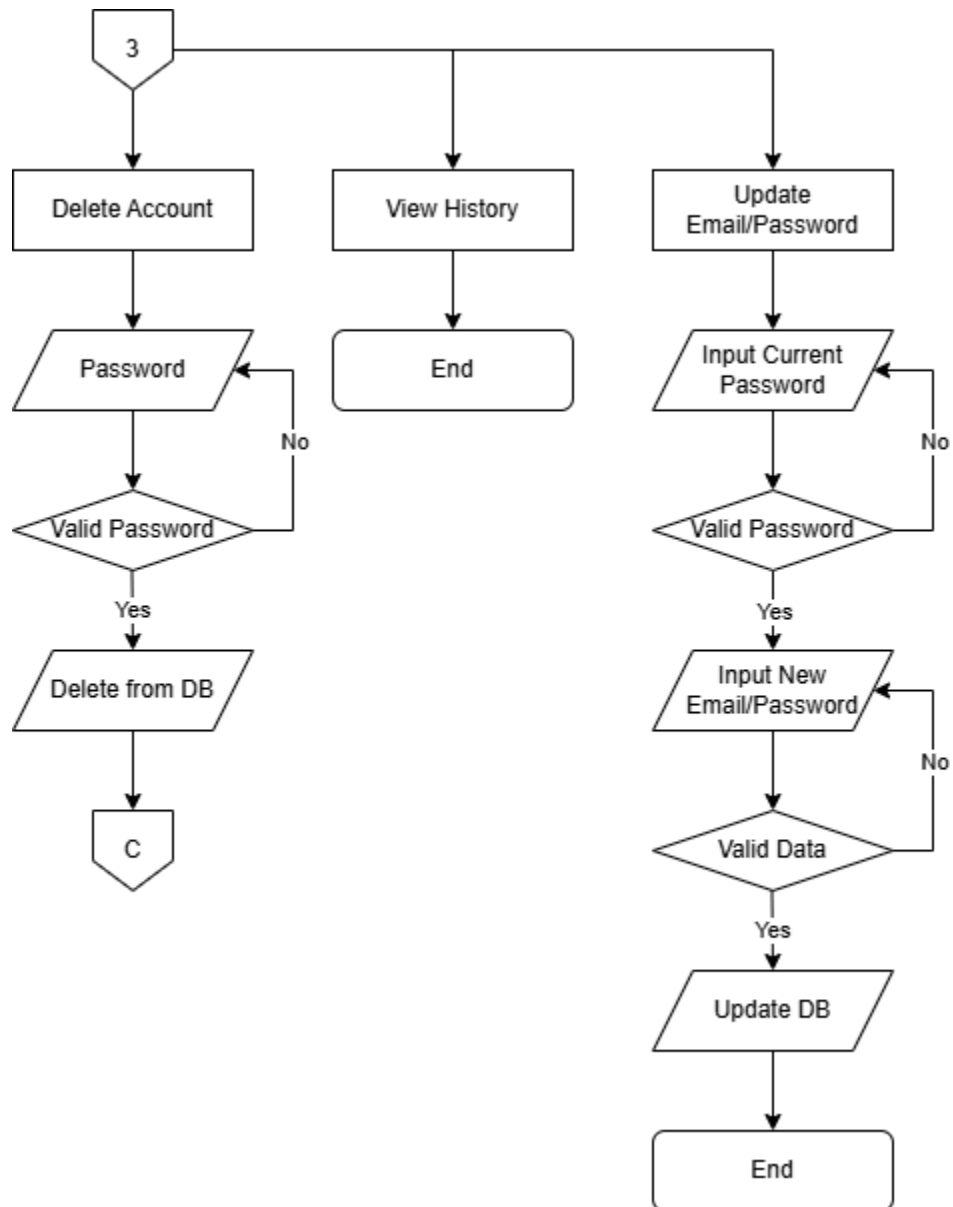 3
Delete Account
View History
Update
Email/Password
Password
End
Input Current
Password
No
No
Valid Password
Valid Password
Yes
Yes
Delete from DB
Input New
Email/Password
No
C
Valid Data
Yes
Update DB
End